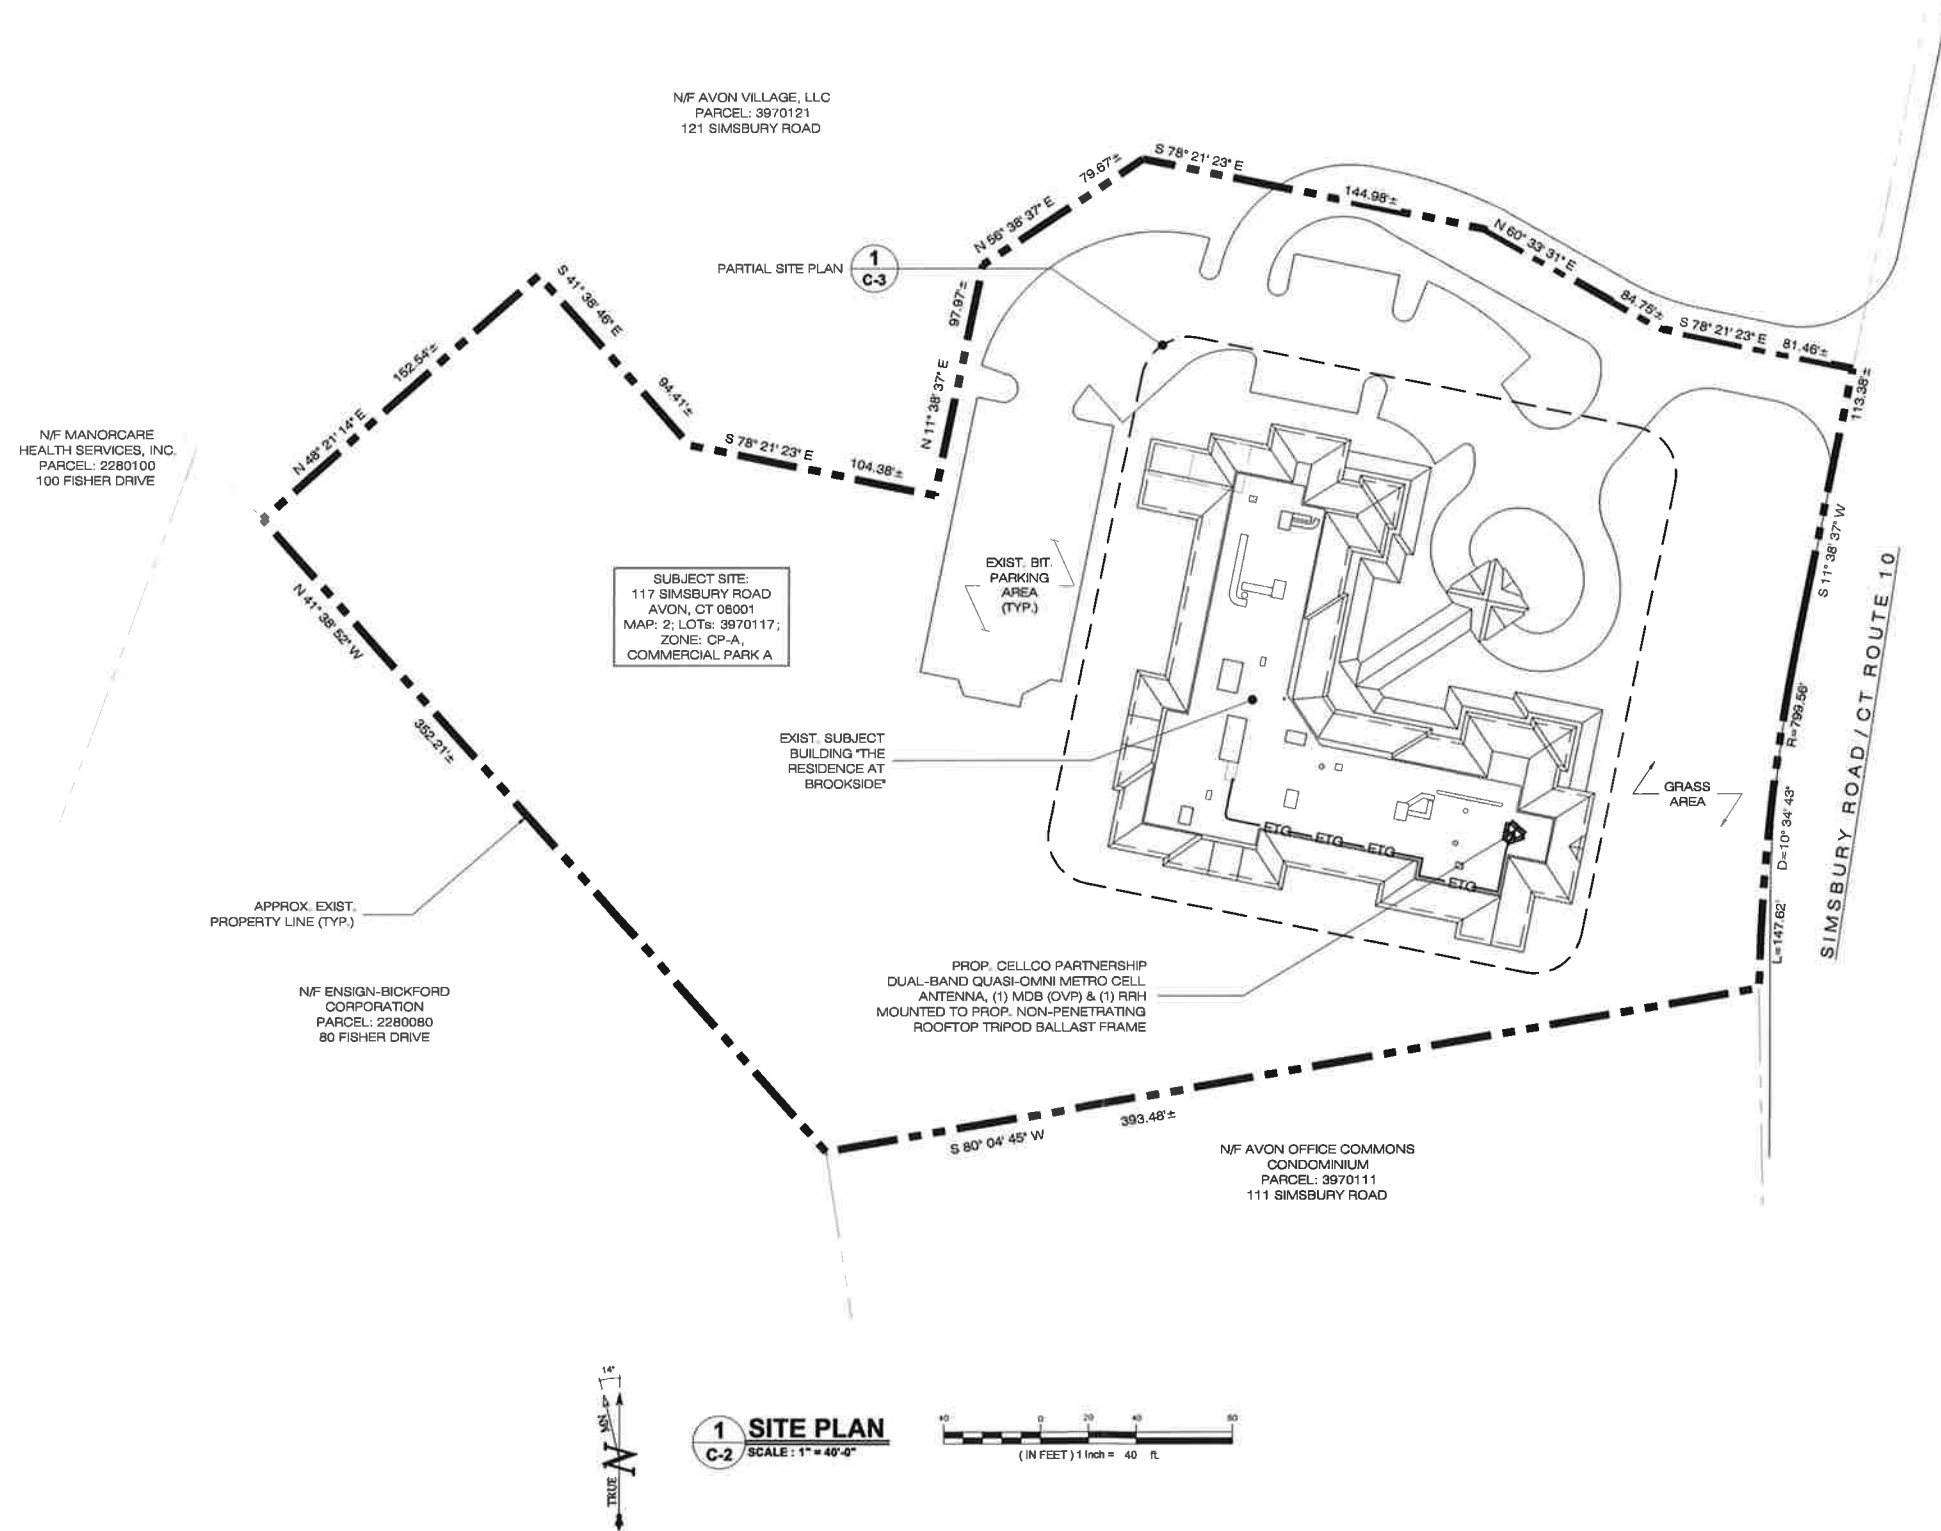 N/F AVON VILLAGE, LLC
PARCEL: 3970121
121 SIMSBURY ROAD
S 78° 21' 23" E
144.98'±
79.67'±
N 56° 38' 37" E
N 60° 33' 31" E
84.75'±
S 78° 21' 23" E
81.46'±
113.38'±
PARTIAL SITE PLAN
1
C-3
97.97'±
N 11° 38' 37" E
S 41° 38' 46" E
94.41'±
152.54'±
N 48° 21' 14" E
S 78° 21' 23" E
104.38'±
N/F MANORCARE
HEALTH SERVICES, INC.
PARCEL: 2280100
100 FISHER DRIVE
N 41° 38' 52" W
352.21'±
SUBJECT SITE:
117 SIMSBURY ROAD
AVON, CT 06001
MAP: 2; LOTs: 3970117;
ZONE: CP-A,
COMMERCIAL PARK A
EXIST. BIT.
PARKING
AREA
(TYP.)
S 11° 38' 37" W
SIMSBURY ROAD / CT ROUTE 10
R=799.56'
D=10° 34' 43"
L=147.62'
EXIST. SUBJECT
BUILDING "THE
RESIDENCE AT
BROOKSIDE"
GRASS
AREA
ETG
ETG
ETG
ETG
APPROX. EXIST.
PROPERTY LINE (TYP.)
PROP. CELLCO PARTNERSHIP
DUAL-BAND QUASI-OMNI METRO CELL
ANTENNA, (1) MDB (OVP) & (1) RRH
MOUNTED TO PROP. NON-PENETRATING
ROOFTOP TRIPOD BALLAST FRAME
N/F ENSIGN-BICKFORD
CORPORATION
PARCEL: 2280080
80 FISHER DRIVE
S 80° 04' 45" W
393.48'±
N/F AVON OFFICE COMMONS
CONDOMINIUM
PARCEL: 3970111
111 SIMSBURY ROAD
14°
MN
N
TRUE
1
C-2
SITE PLAN
SCALE : 1" = 40'-0"
40 0 20 40 80
( IN FEET ) 1 inch = 40 ft.